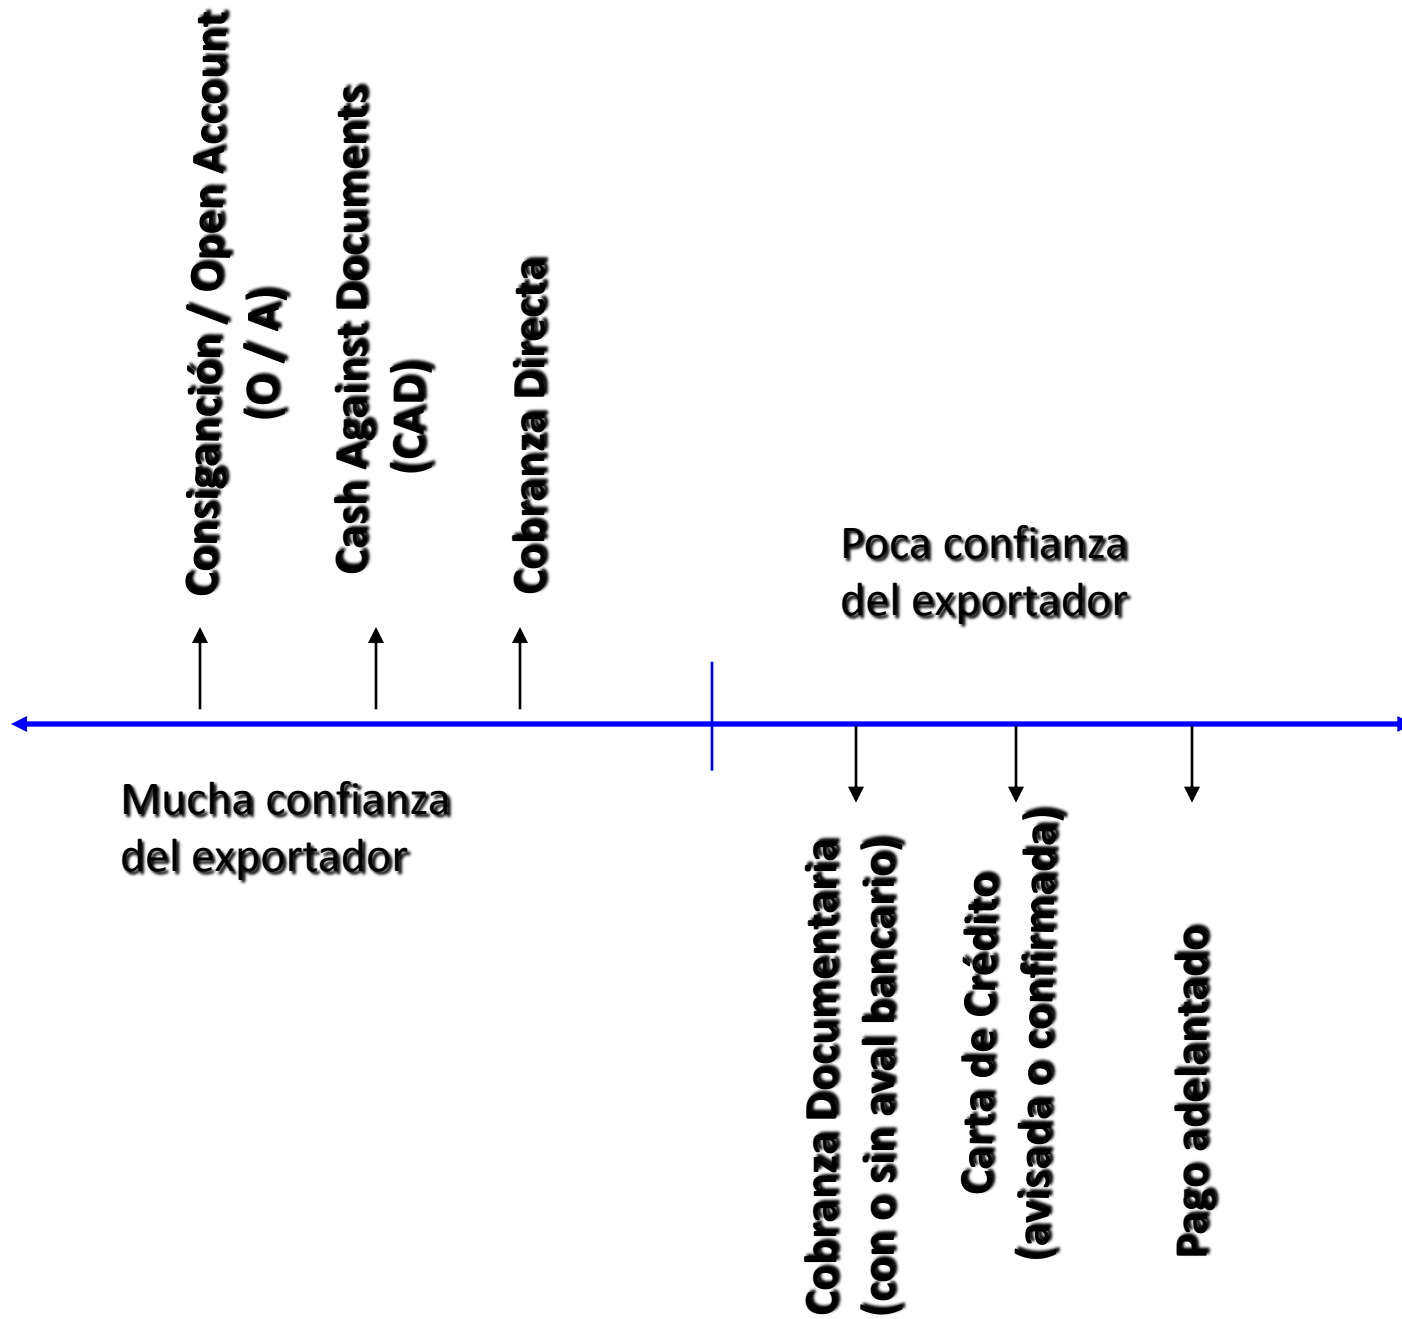 Consigանción / Open Account
(O / A)
Cash Against Documents
(CAD)
Cobranza Directa
Poca confianza
del exportador
Mucha confianza
del exportador
Cobranza Documentaria
(con o sin aval bancario)
Carta de Crédito
(avisada o confirmada)
Pago adelantado